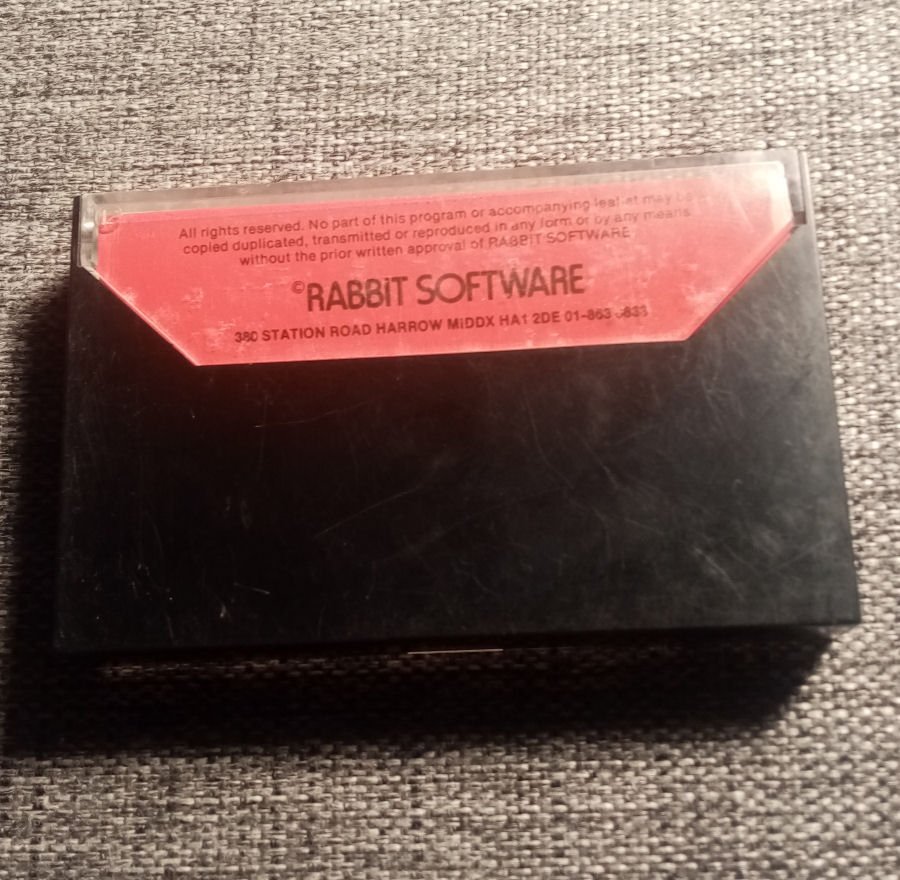 All rights reserved. No part of this program or accompanying leaflet may be
copied duplicated, transmitted or reproduced in any form or by any means
without the prior written approval of RABBiT SOFTWARE
©RABBiT SOFTWARE
380 STATION ROAD HARROW MiDDX HA1 2DE 01-863